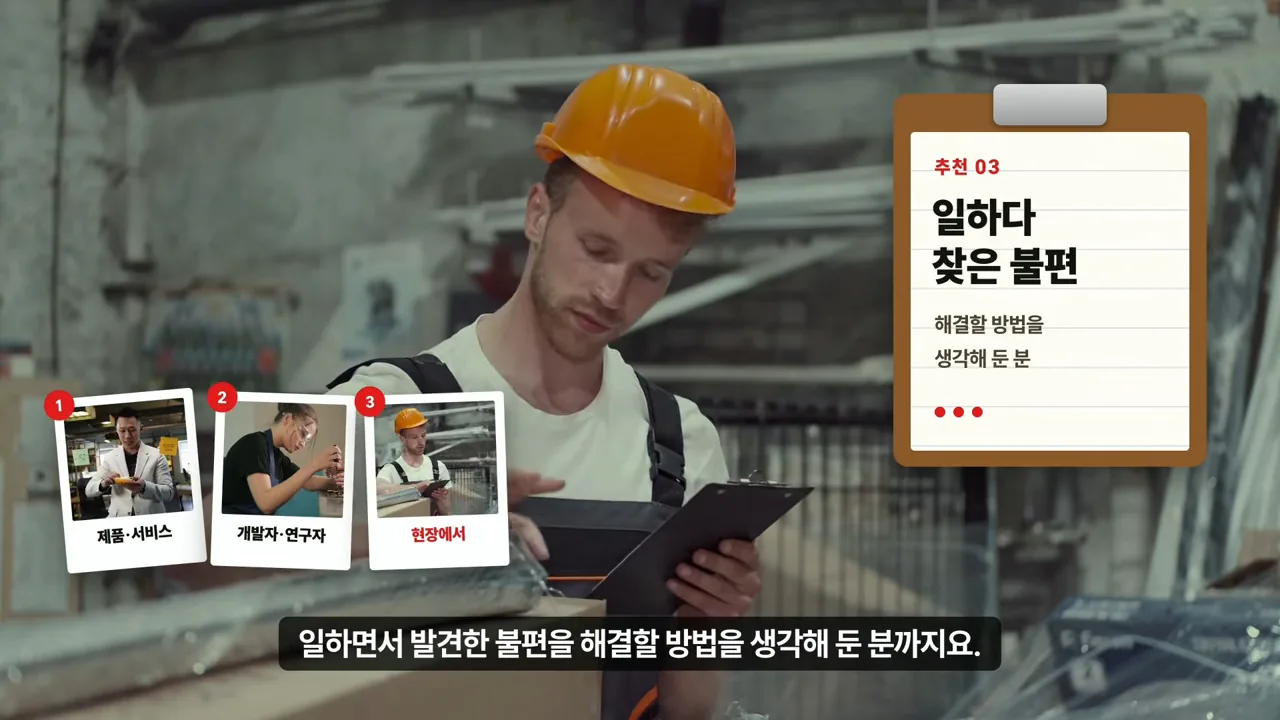 추천 03
일하다
찾은 불편
해결할 방법을
생각해 둔 분
1
2
3
제품·서비스
개발자·연구자
현장에서
일하면서 발견한 불편을 해결할 방법을 생각해 둔 분까지요.